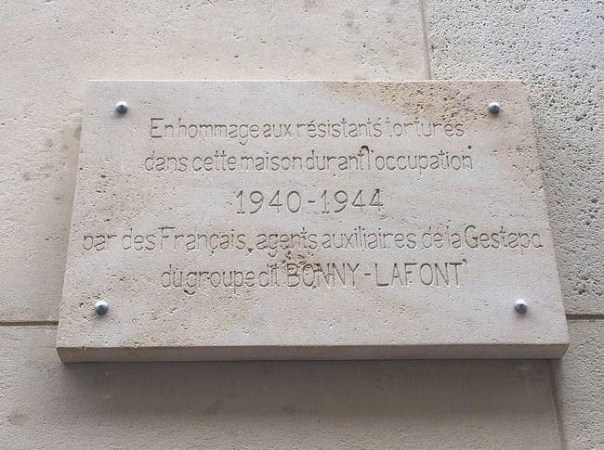 En hommage aux résistants torturés
dans cette maison durant l'occupation
1940-1944
par des Français, agents auxiliaires de la Gestapo
du groupe dit BONNY-LAFONT